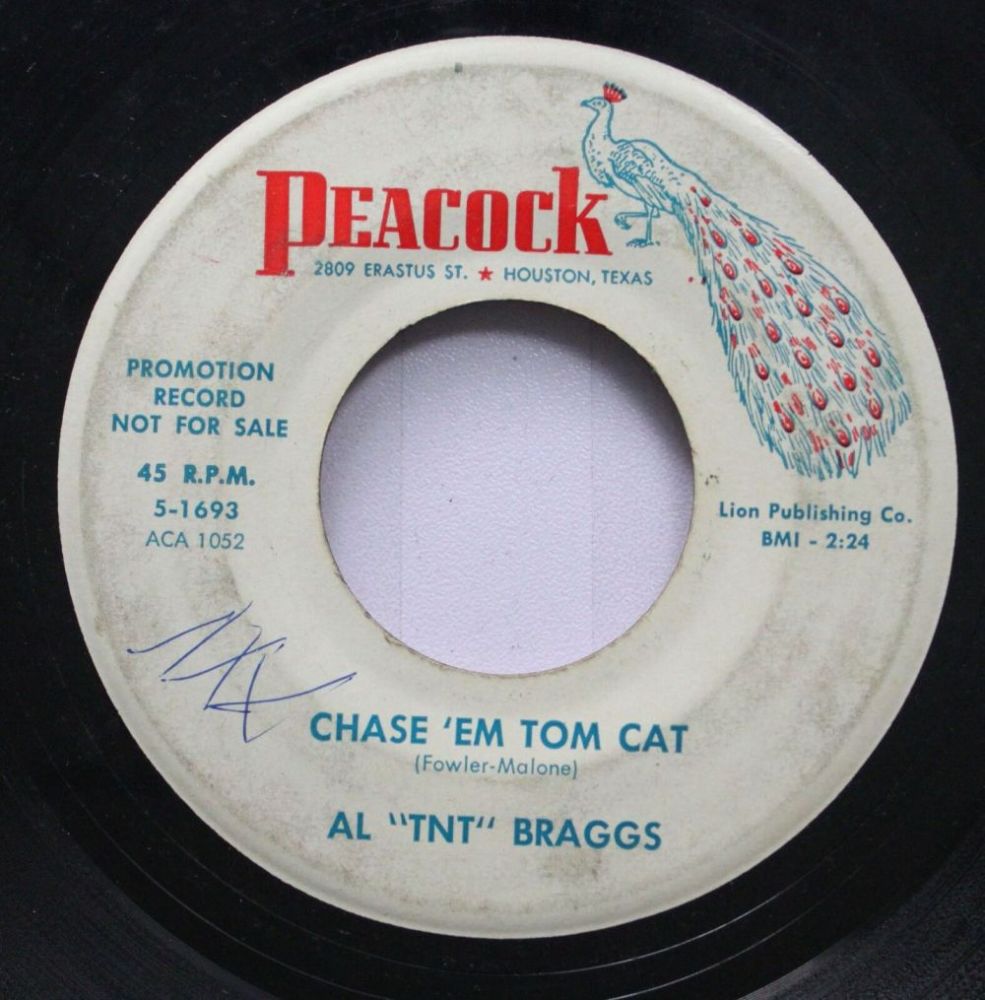 PEACOCK
2809 ERASTUS ST. ★ HOUSTON, TEXAS
PROMOTION
RECORD
NOT FOR SALE
45 R.P.M.
5-1693
ACA 1052
Lion Publishing Co.
BMI - 2:24
CHASE 'EM TOM CAT
(Fowler-Malone)
AL "TNT" BRAGGS